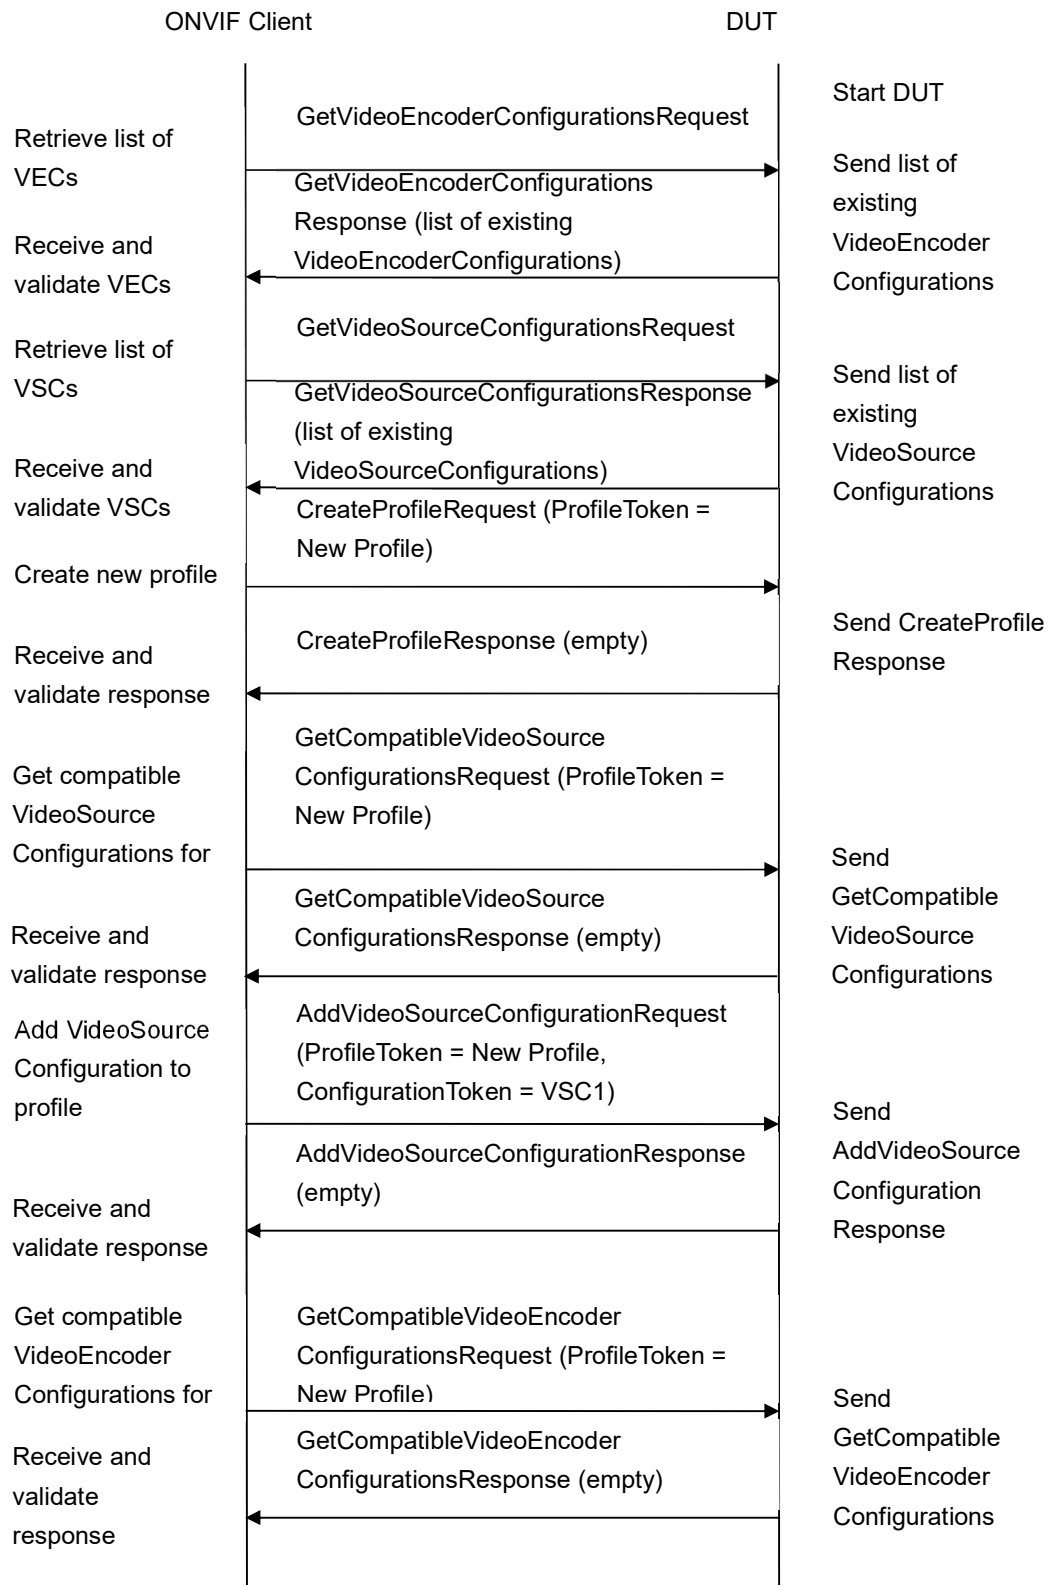 ONVIF Client
DUT
Start DUT
GetVideoEncoderConfigurationsRequest
Retrieve list of
VECs
Send list of
existing
VideoEncoder
Configurations
GetVideoEncoderConfigurations
Response (list of existing
VideoEncoderConfigurations)
Receive and
validate VECs
GetVideoSourceConfigurationsRequest
Retrieve list of
VSCs
Send list of
existing
VideoSource
Configurations
GetVideoSourceConfigurationsResponse
(list of existing
VideoSourceConfigurations)
Receive and
validate VSCs
CreateProfileRequest (ProfileToken =
New Profile)
Create new profile
Send CreateProfile
Response
CreateProfileResponse (empty)
Receive and
validate response
GetCompatibleVideoSource
ConfigurationsRequest (ProfileToken =
New Profile)
Get compatible
VideoSource
Configurations for
Send
GetCompatible
VideoSource
Configurations
GetCompatibleVideoSource
ConfigurationsResponse (empty)
Receive and
validate response
AddVideoSourceConfigurationRequest
(ProfileToken = New Profile,
ConfigurationToken = VSC1)
Add VideoSource
Configuration to
profile
Send
AddVideoSource
Configuration
Response
AddVideoSourceConfigurationResponse
(empty)
Receive and
validate response
Get compatible
VideoEncoder
Configurations for
GetCompatibleVideoEncoder
ConfigurationsRequest (ProfileToken =
New Profile)
Send
GetCompatible
VideoEncoder
Configurations
GetCompatibleVideoEncoder
ConfigurationsResponse (empty)
Receive and
validate
response